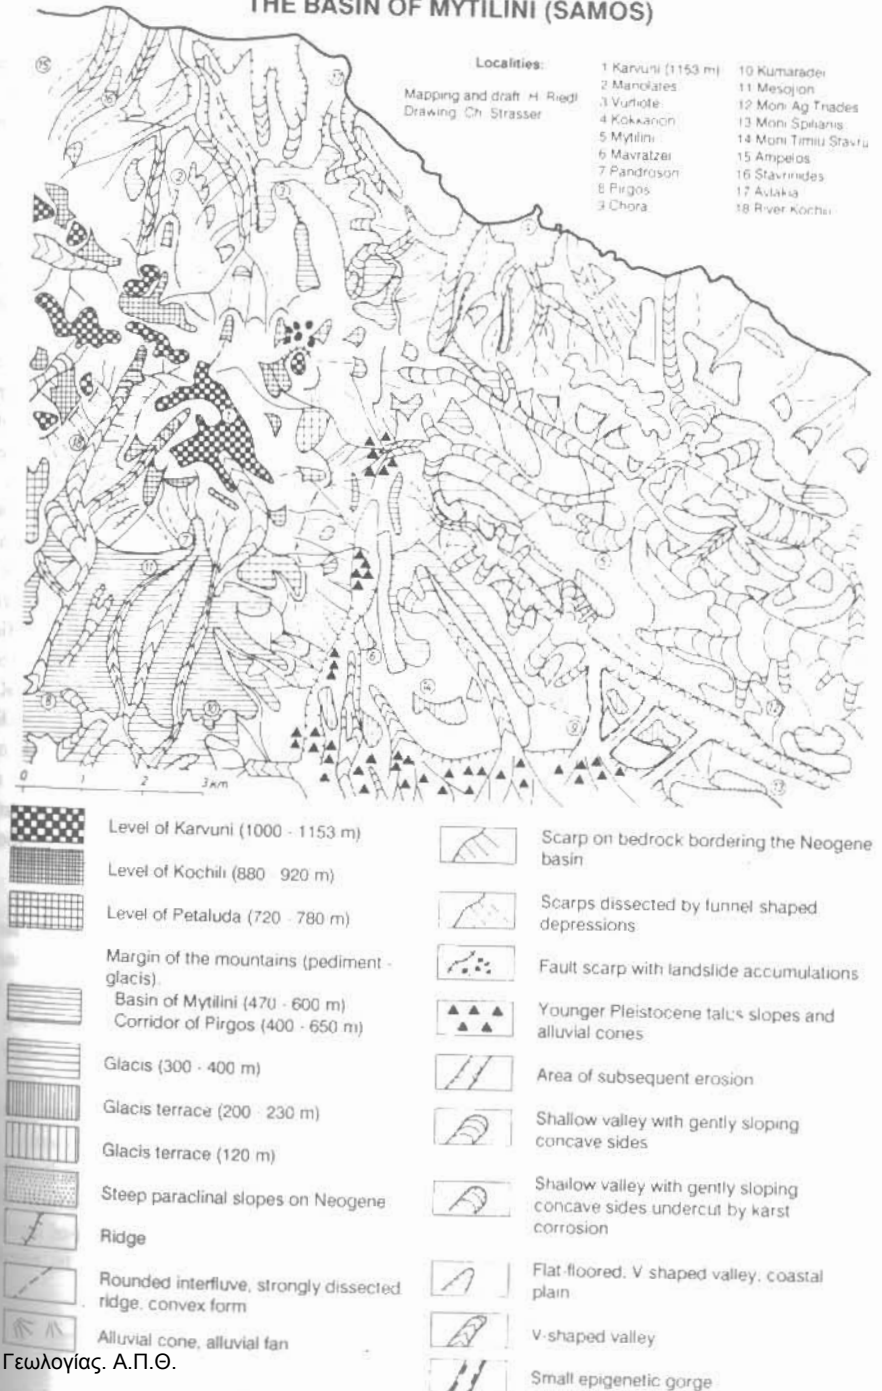 THE BASIN OF MYTILINI (SAMOS)
Localities:
Mapping and draft H. Riedl
Drawing Ch. Strasser
1 Karvuni (1153 m)
2 Manolates
3 Vurliote
4 Kokkarion
5 Mytilini
6 Mavratzei
7 Pandroson
8 Pirgos
9 Chora
10 Kumaradei
11 Mesojion
12 Moni Ag Triades
13 Moni Spilianis
14 Moni Timiu Stavru
15 Ampelos
16 Stavrinides
17 Avlakia
18 River Kochili
0 1 2 3 km
Level of Karvuni (1000 - 1153 m)
Level of Kochili (880 - 920 m)
Level of Petaluda (720 - 780 m)
Margin of the mountains (pediment -
glacis).
Basin of Mytilini (470 - 600 m)
Corridor of Pirgos (400 - 650 m)
Glacis (300 - 400 m)
Glacis terrace (200 - 230 m)
Glacis terrace (120 m)
Steep paraclinal slopes on Neogene
Ridge
Rounded interfluve, strongly dissected
ridge, convex form
Alluvial cone, alluvial fan
Scarp on bedrock bordering the Neogene
basin
Scarps dissected by funnel shaped
depressions
Fault scarp with landslide accumulations
Younger Pleistocene talus slopes and
alluvial cones
Area of subsequent erosion
Shallow valley with gently sloping
concave sides
Shallow valley with gently sloping
concave sides undercut by karst
corrosion
Flat-floored, V shaped valley, coastal
plain
V-shaped valley
Small epigenetic gorge
Γεωλογίας. Α.Π.Θ.